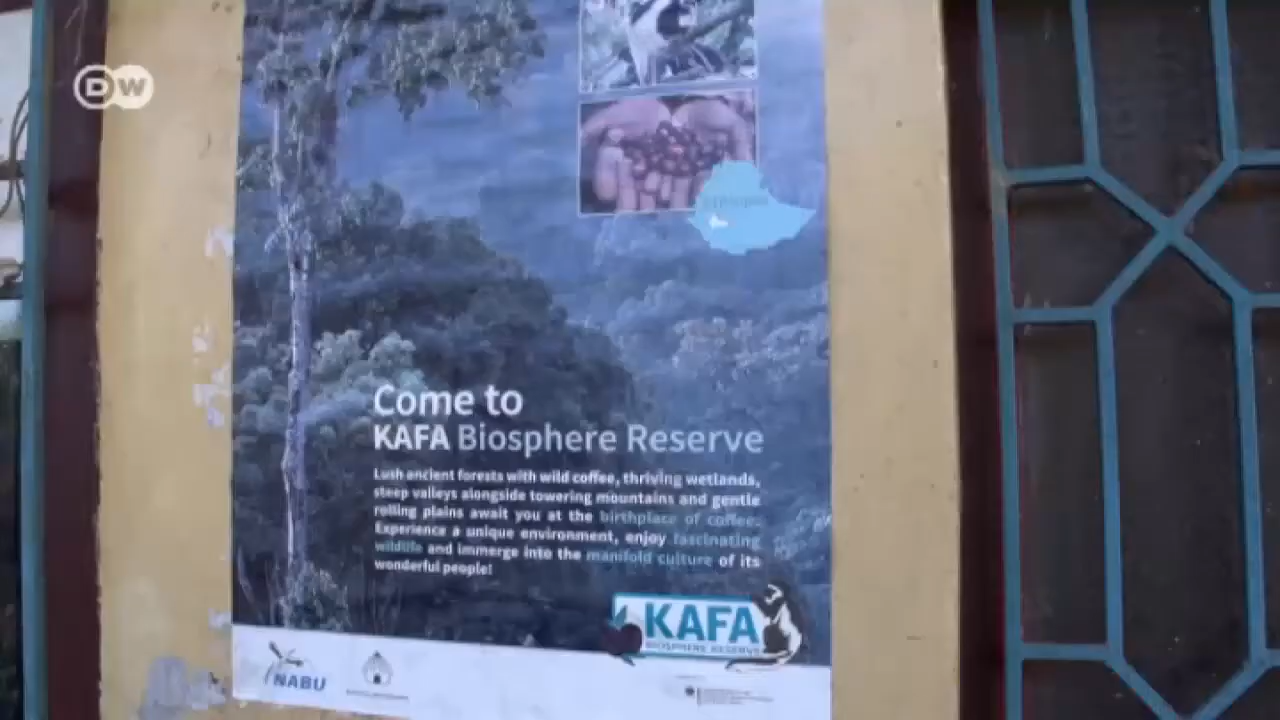 DW
Ethiopia
Come to
KAFA Biosphere Reserve
Lush ancient forests with wild coffee, thriving wetlands,
steep valleys alongside towering mountains and gentle
rolling plains await you at the birthplace of coffee.
Experience a unique environment, enjoy fascinating
wildlife and immerge into the manifold culture of its
wonderful people!
KAFA
BIOSPHERE RESERVE
NABU